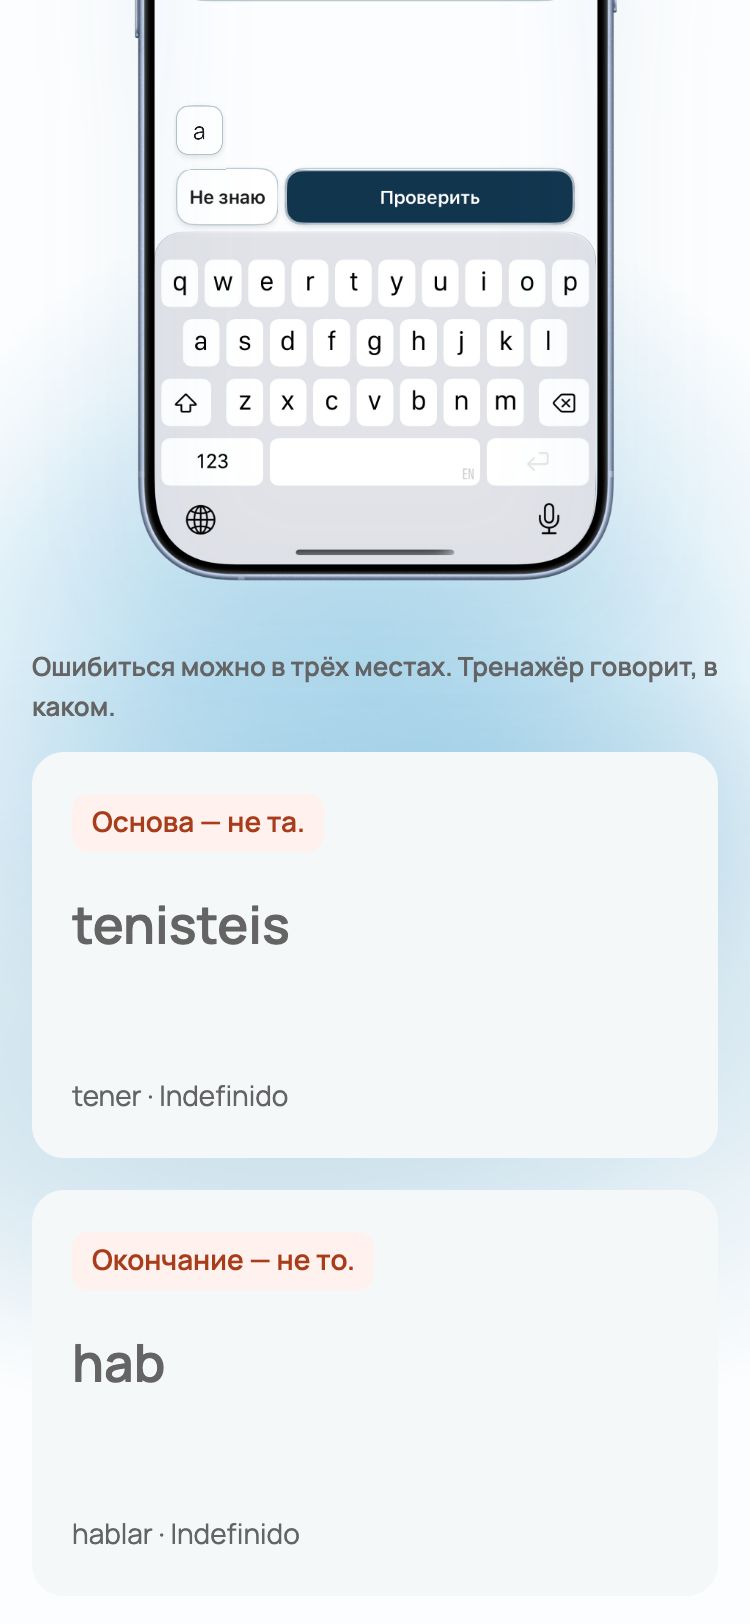 a
Не знаю Проверить
q w e r t y u i o p
a s d f g h j k l
z x c v b n m
123 EN
Ошибиться можно в трёх местах. Тренажёр говорит, в
каком.
Основа — не та.
tenisteis
tener · Indefinido
Окончание — не то.
hab
hablar · Indefinido